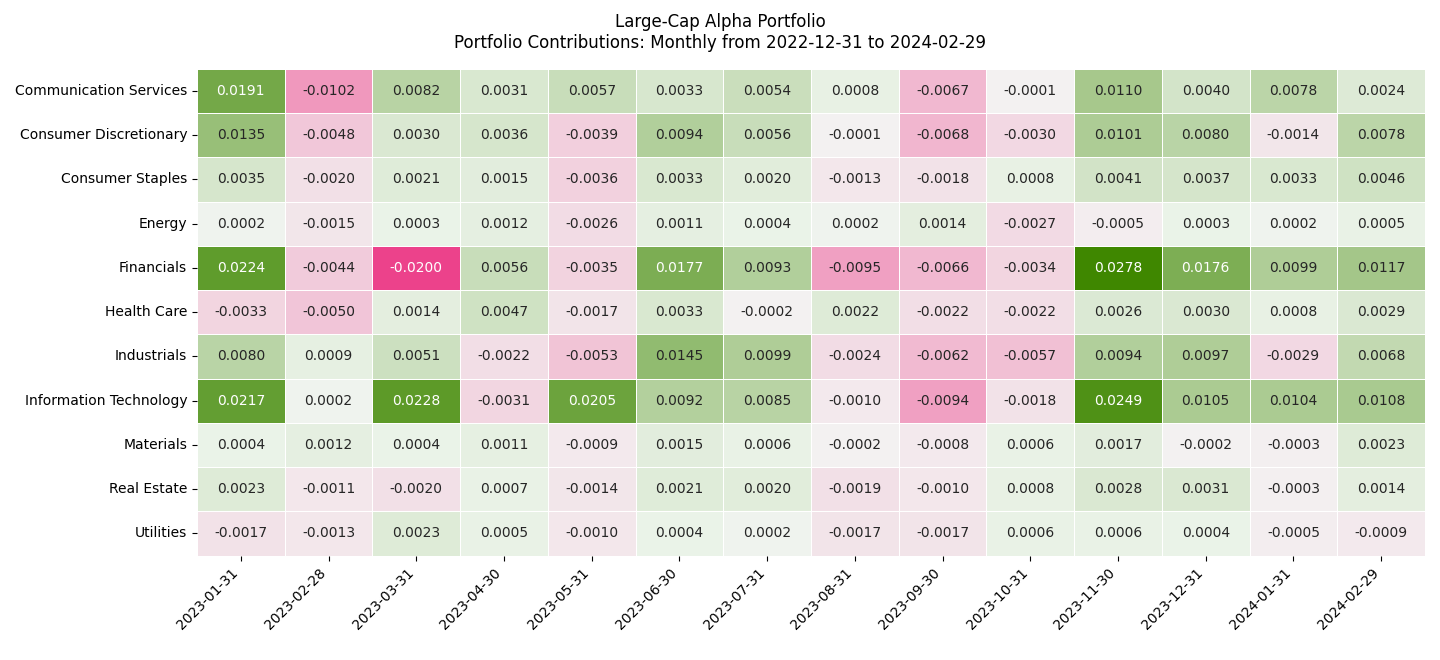 Large-Cap Alpha Portfolio
Portfolio Contributions: Monthly from 2022-12-31 to 2024-02-29
Communication Services 0.0191 -0.0102 0.0082 0.0031 0.0057 0.0033 0.0054 0.0008 -0.0067 -0.0001 0.0110 0.0040 0.0078 0.0024
Consumer Discretionary 0.0135 -0.0048 0.0030 0.0036 -0.0039 0.0094 0.0056 -0.0001 -0.0068 -0.0030 0.0101 0.0080 -0.0014 0.0078
Consumer Staples 0.0035 -0.0020 0.0021 0.0015 -0.0036 0.0033 0.0020 -0.0013 -0.0018 0.0008 0.0041 0.0037 0.0033 0.0046
Energy 0.0002 -0.0015 0.0003 0.0012 -0.0026 0.0011 0.0004 0.0002 0.0014 -0.0027 -0.0005 0.0003 0.0002 0.0005
Financials 0.0224 -0.0044 -0.0200 0.0056 -0.0035 0.0177 0.0093 -0.0095 -0.0066 -0.0034 0.0278 0.0176 0.0099 0.0117
Health Care -0.0033 -0.0050 0.0014 0.0047 -0.0017 0.0033 -0.0002 0.0022 -0.0022 -0.0022 0.0026 0.0030 0.0008 0.0029
Industrials 0.0080 0.0009 0.0051 -0.0022 -0.0053 0.0145 0.0099 -0.0024 -0.0062 -0.0057 0.0094 0.0097 -0.0029 0.0068
Information Technology 0.0217 0.0002 0.0228 -0.0031 0.0205 0.0092 0.0085 -0.0010 -0.0094 -0.0018 0.0249 0.0105 0.0104 0.0108
Materials 0.0004 0.0012 0.0004 0.0011 -0.0009 0.0015 0.0006 -0.0002 -0.0008 0.0006 0.0017 -0.0002 -0.0003 0.0023
Real Estate 0.0023 -0.0011 -0.0020 0.0007 -0.0014 0.0021 0.0020 -0.0019 -0.0010 0.0008 0.0028 0.0031 -0.0003 0.0014
Utilities -0.0017 -0.0013 0.0023 0.0005 -0.0010 0.0004 0.0002 -0.0017 -0.0017 0.0006 0.0006 0.0004 -0.0005 -0.0009
2023-01-31 2023-02-28 2023-03-31 2023-04-30 2023-05-31 2023-06-30 2023-07-31 2023-08-31 2023-09-30 2023-10-31 2023-11-30 2023-12-31 2024-01-31 2024-02-29